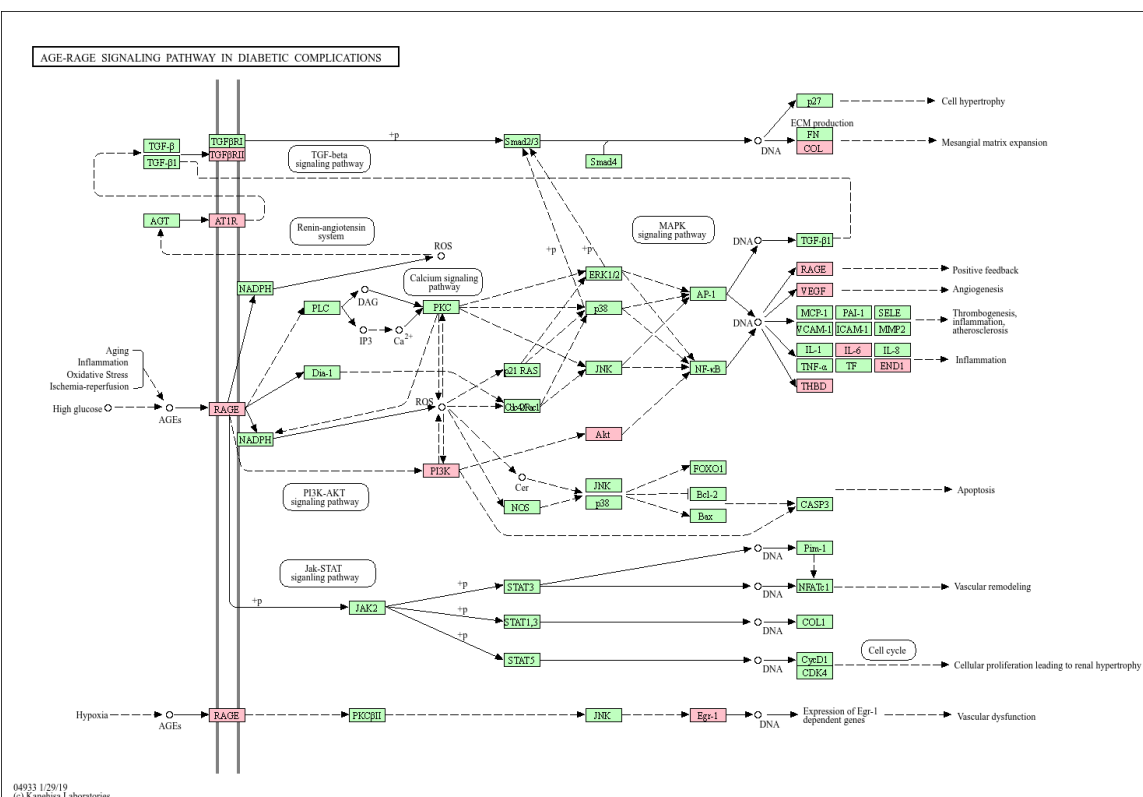 AGE-RAGE SIGNALING PATHWAY IN DIABETIC COMPLICATIONS
p27
Cell hypertrophy
ECM production
TGF-β
TGFβRI
+p
Smad2/3
FN
Mesangial matrix expansion
TGF-β1
TGFβRII
TGF-beta
signaling pathway
Smad4
DNA
COL
AGT
AT1R
Renin-angiotensin
system
MAPK
signaling pathway
ROS
+p
+p
DNA
TGF-β1
NADPH
Calcium signaling
pathway
ERK1/2
RAGE
Positive feedback
DAG
VEGF
Angiogenesis
PLC
PKC
p38
AP-1
MCP-1
PAI-1
SELE
Thrombogenesis,
inflammation,
atherosclerosis
IP3
Ca2+
DNA
VCAM-1
ICAM-1
MMP2
Aging
Inflammation
Oxidative Stress
Ischemia-reperfusion
IL-1
IL-6
IL-8
Inflammation
Dia-1
p21 RAS
JNK
NF-κB
TNF-α
TF
END1
THBD
High glucose
AGEs
RAGE
ROS
NADPH
Akt
PI3K
FOXO1
Cer
JNK
p38
Bcl-2
Apoptosis
PI3K-AKT
signaling pathway
NOS
Bax
CASP3
Jak-STAT
siganling pathway
DNA
Pim-1
+p
STAT3
DNA
NFATc1
Vascular remodeling
+p
JAK2
+p
STAT1,3
DNA
COL1
+p
STAT5
DNA
CycD1
CDK4
Cell cycle
Cellular proliferation leading to renal hypertrophy
Hypoxia
AGEs
RAGE
PKCβII
JNK
Egr-1
DNA
Expression of Egr-1
dependent genes
Vascular dysfunction
04933 1/29/19
(c) Kanehisa Laboratories